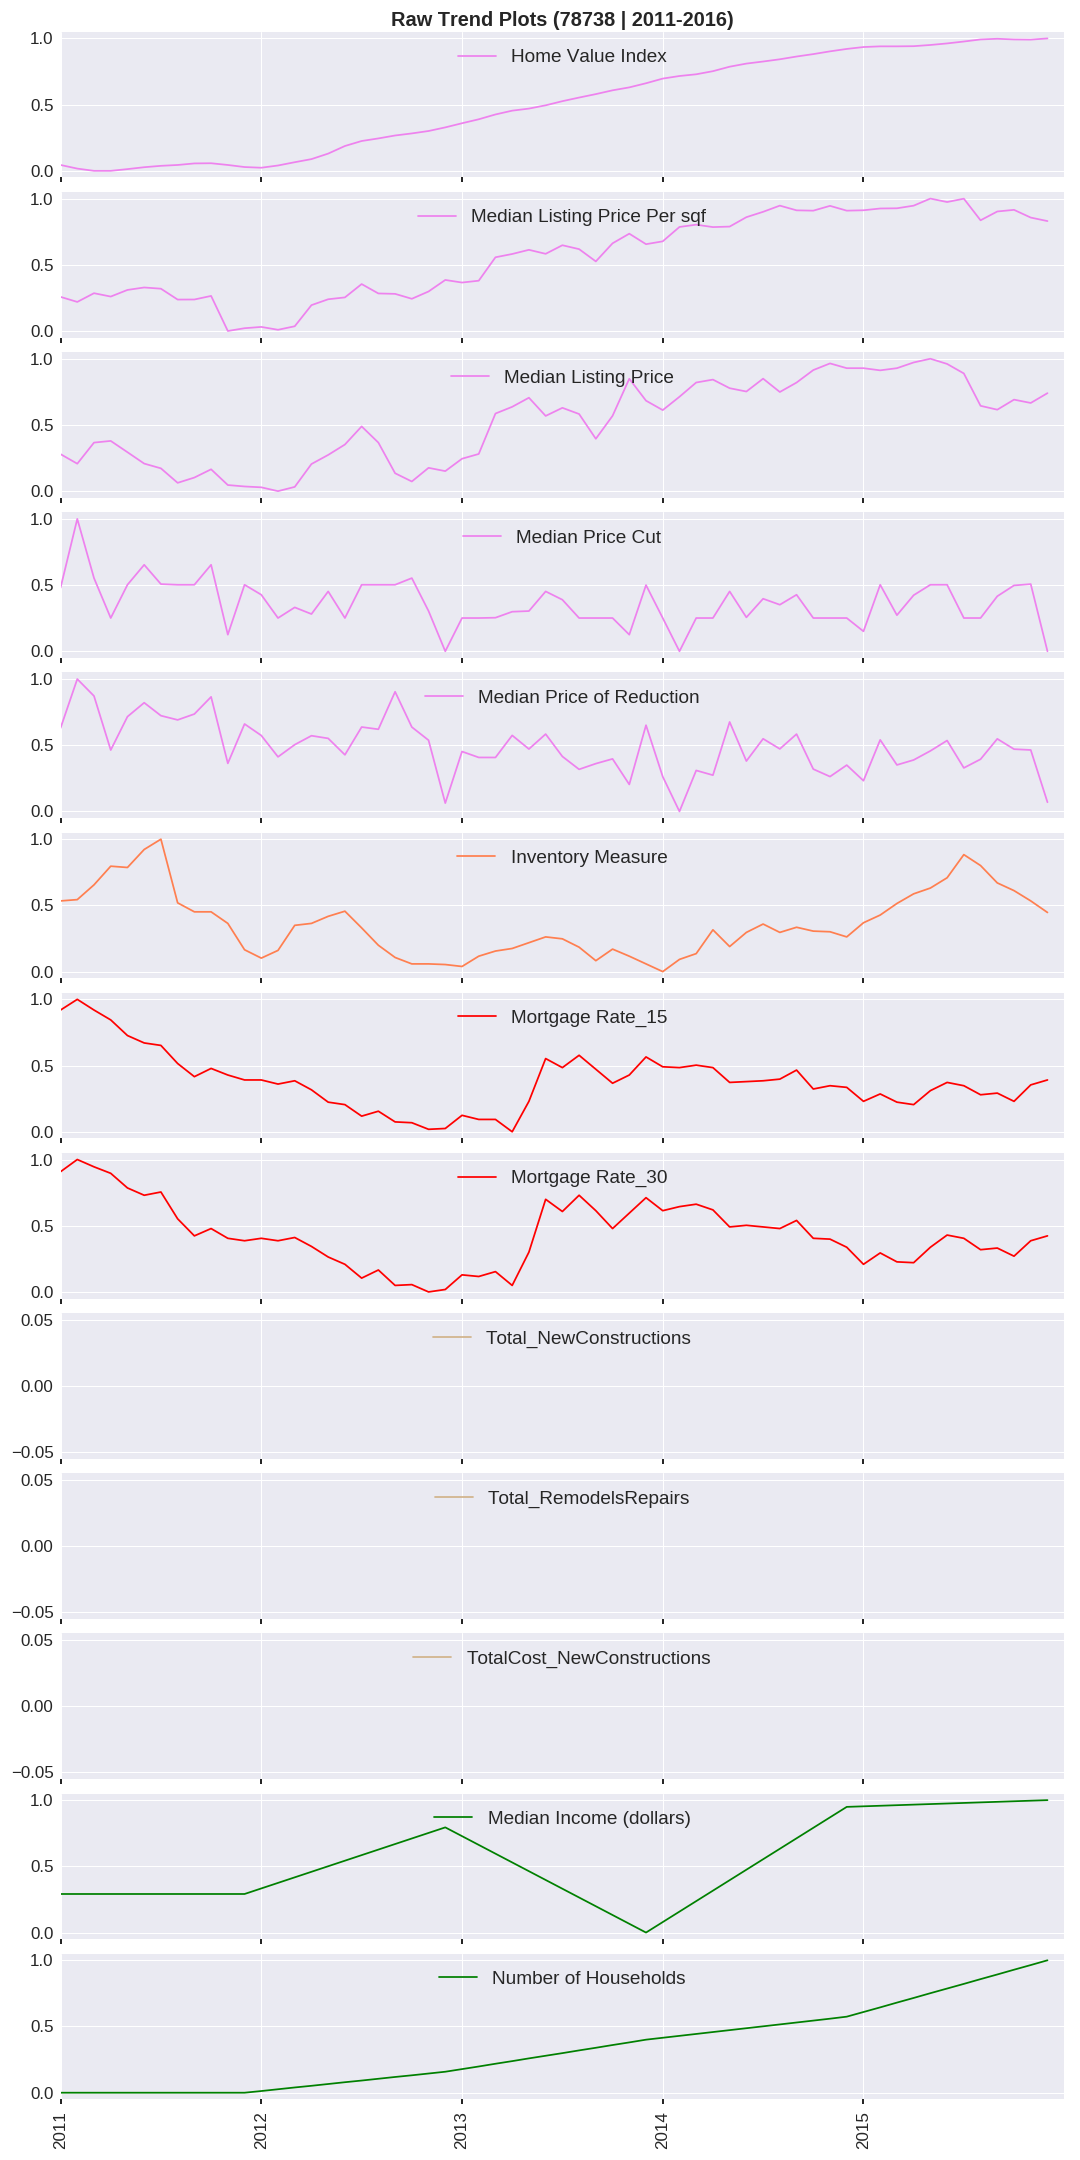 Raw Trend Plots (78738 | 2011-2016)
1.0
Home Value Index
0.5
0.0
1.0
Median Listing Price Per sqf
0.5
0.0
1.0
Median Listing Price
0.5
0.0
1.0
Median Price Cut
0.5
0.0
1.0
Median Price of Reduction
0.5
0.0
1.0
Inventory Measure
0.5
0.0
1.0
Mortgage Rate_15
0.5
0.0
1.0
Mortgage Rate_30
0.5
0.0
0.05
Total_NewConstructions
0.00
−0.05
0.05
Total_RemodelsRepairs
0.00
−0.05
0.05
TotalCost_NewConstructions
0.00
−0.05
1.0
Median Income (dollars)
0.5
0.0
1.0
Number of Households
0.5
0.0
2011 2012 2013 2014 2015